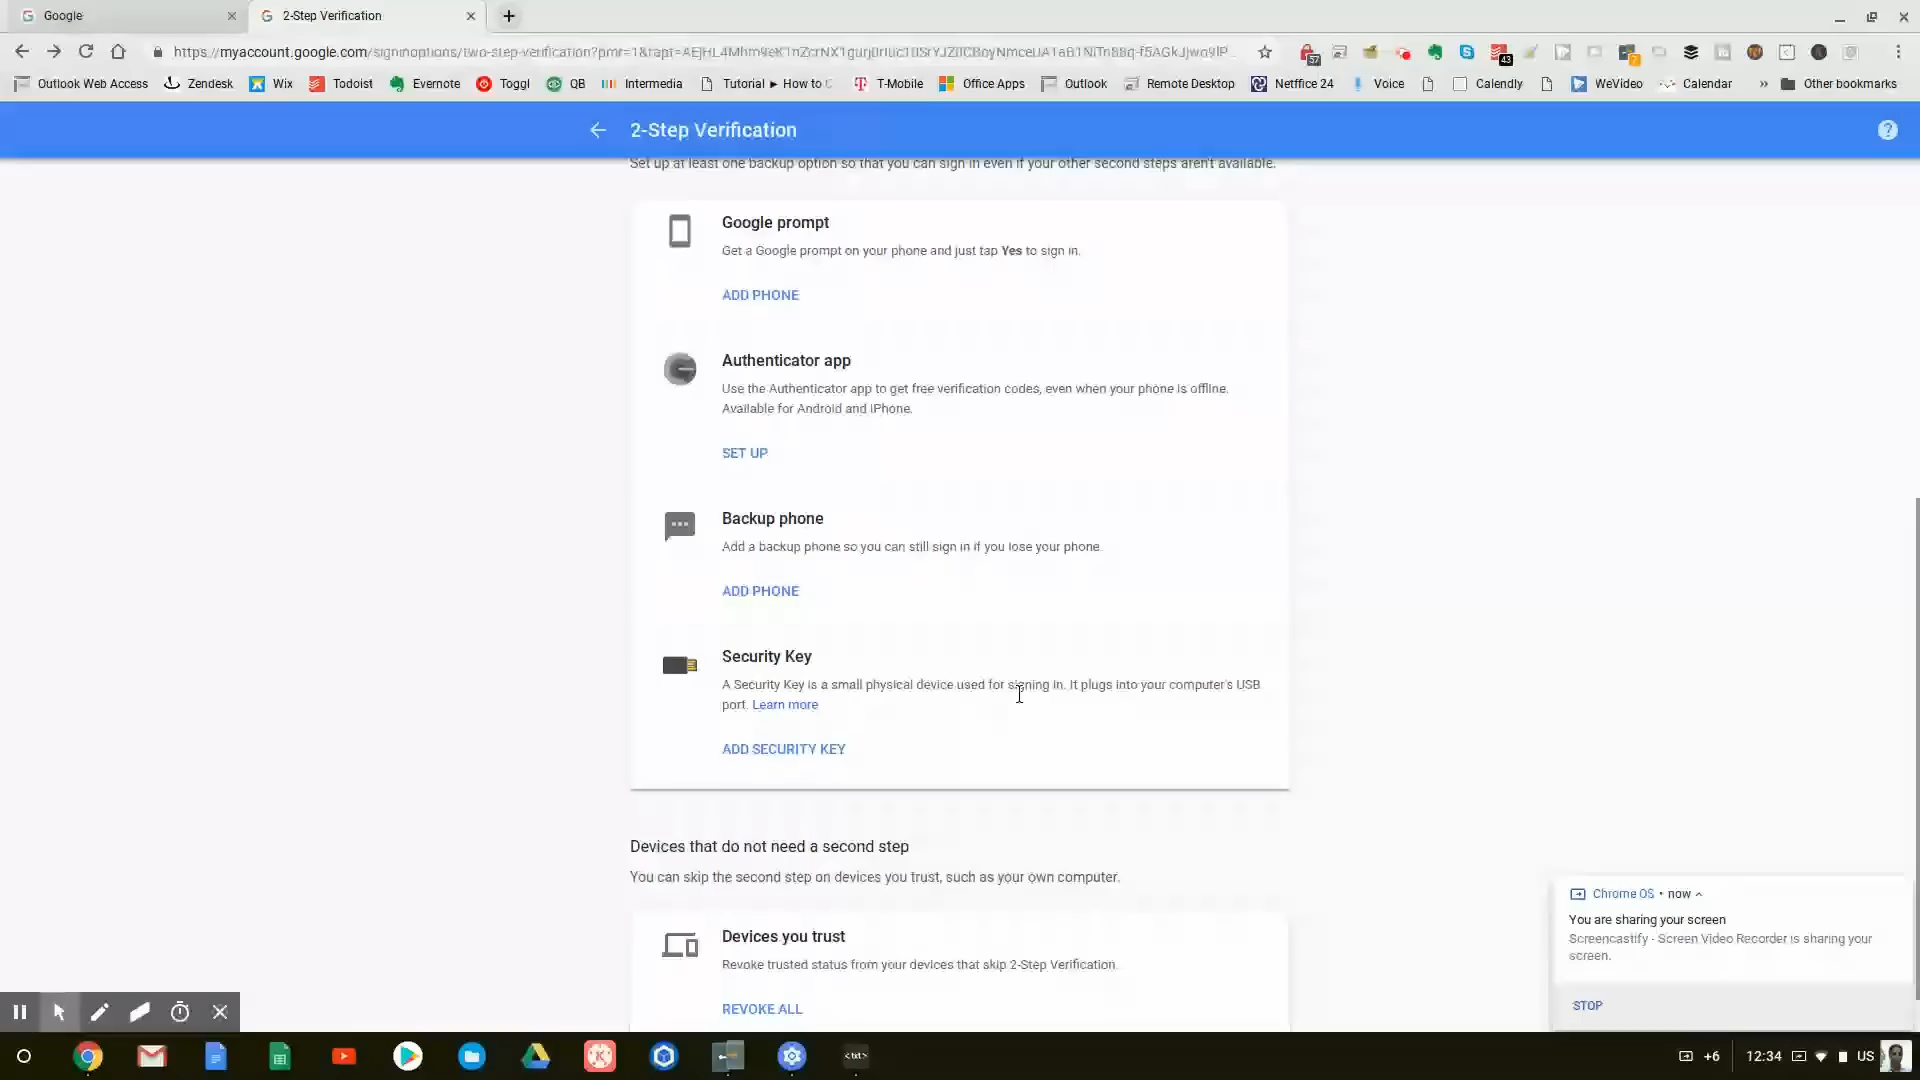 Google
2-Step Verification
https://myaccount.google.com/signinoptions/two-step-verification?pmr=1&rapt=
57
43
7
Outlook Web Access
Zendesk
Wix
Todoist
Evernote
Toggl
QB
Intermedia
Tutorial ► How to C
T-Mobile
Office Apps
Outlook
Remote Desktop
Netffice 24
Voice
Calendly
WeVideo
Calendar
»
Other bookmarks
2-Step Verification
Set up at least one backup option so that you can sign in even if your other second steps aren't available.
Google prompt
Get a Google prompt on your phone and just tap Yes to sign in.
ADD PHONE
Authenticator app
Use the Authenticator app to get free verification codes, even when your phone is offline.
Available for Android and iPhone.
SET UP
Backup phone
Add a backup phone so you can still sign in if you lose your phone.
ADD PHONE
Security Key
A Security Key is a small physical device used for signing in. It plugs into your computer's USB
port. Learn more
ADD SECURITY KEY
Devices that do not need a second step
You can skip the second step on devices you trust, such as your own computer.
Devices you trust
Revoke trusted status from your devices that skip 2-Step Verification.
REVOKE ALL
Chrome OS • now
You are sharing your screen
Screencastify - Screen Video Recorder is sharing your
screen.
STOP
<txt>
+6
12:34
US